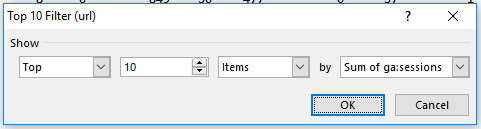 Top 10 Filter (url) ?
Show
Top 10 Items by Sum of ga:sessions
OK Cancel